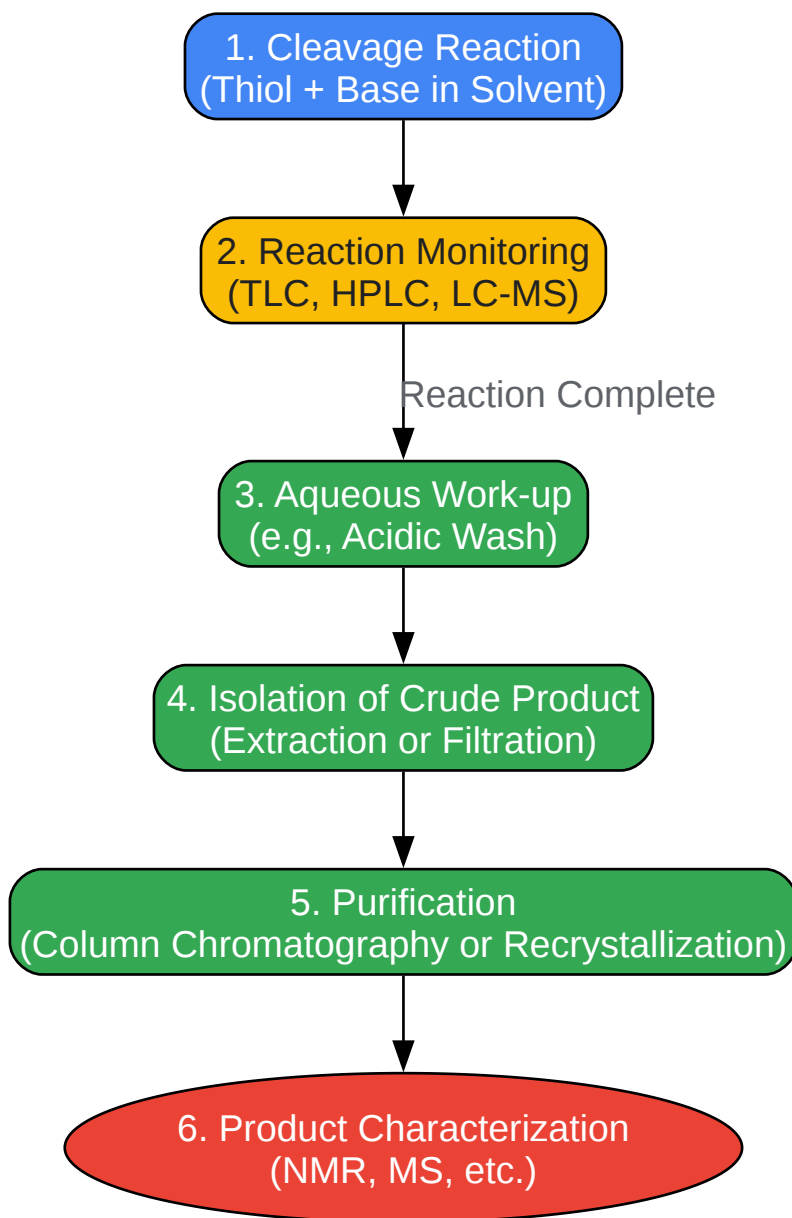 1. Cleavage Reaction
(Thiol + Base in Solvent)
2. Reaction Monitoring
(TLC, HPLC, LC-MS)
Reaction Complete
3. Aqueous Work-up
(e.g., Acidic Wash)
4. Isolation of Crude Product
(Extraction or Filtration)
5. Purification
(Column Chromatography or Recrystallization)
6. Product Characterization
(NMR, MS, etc.)